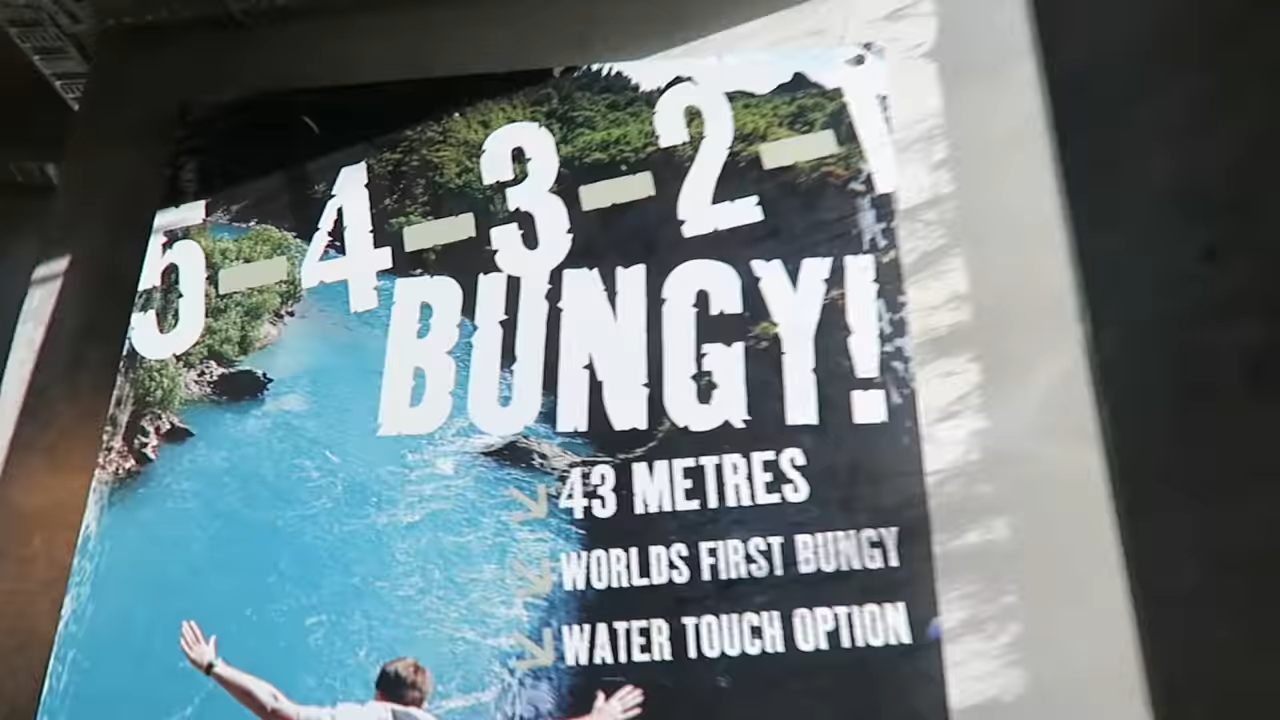 5-4-3-2-1
BUNGY!
43 METRES
WORLDS FIRST BUNGY
WATER TOUCH OPTION